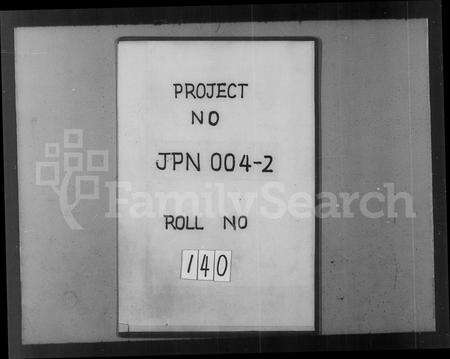 PROJECT
NO
JPN 004-2
FamilySearch
ROLL NO
140